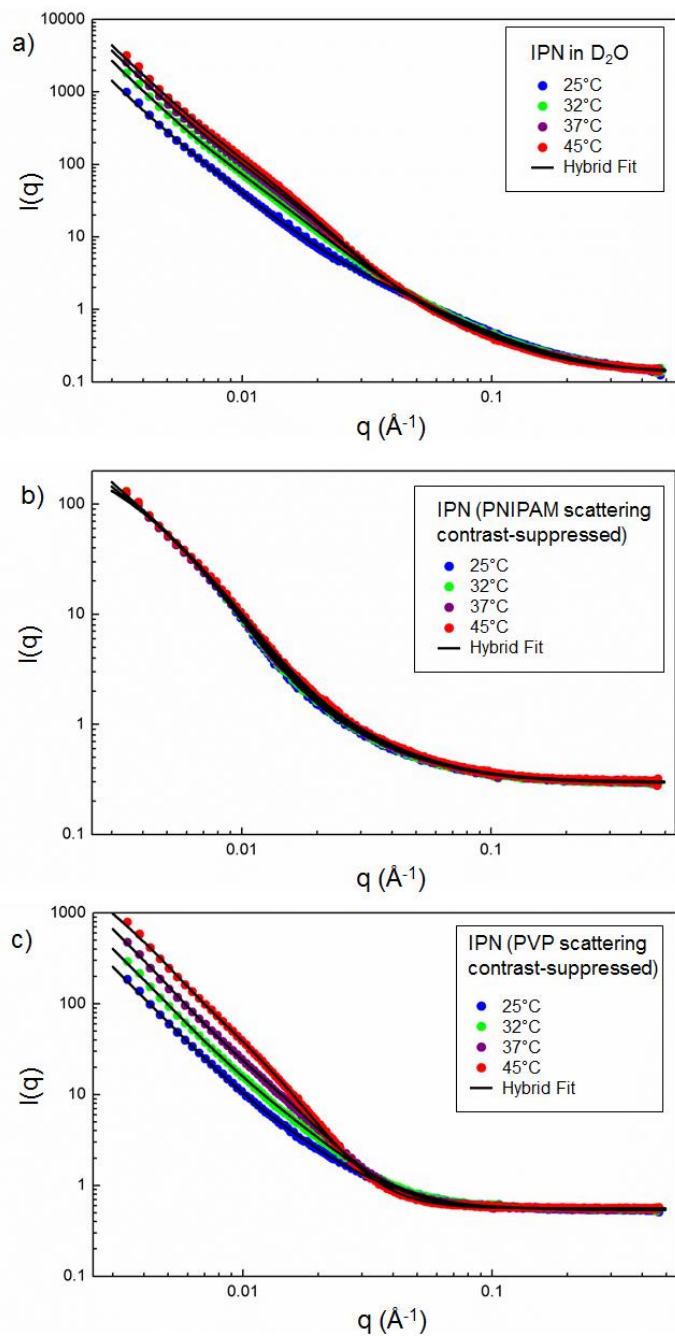 a)
10000
1000
100
10
1
0.1
I(q)
IPN in D₂O
25°C
32°C
37°C
45°C
Hybrid Fit
0.01
0.1
q (Å⁻¹)
b)
100
10
1
0.1
I(q)
IPN (PNIPAM scattering
contrast-suppressed)
25°C
32°C
37°C
45°C
Hybrid Fit
0.01
0.1
q (Å⁻¹)
c)
1000
100
10
1
0.1
I(q)
IPN (PVP scattering
contrast-suppressed)
25°C
32°C
37°C
45°C
Hybrid Fit
0.01
0.1
q (Å⁻¹)